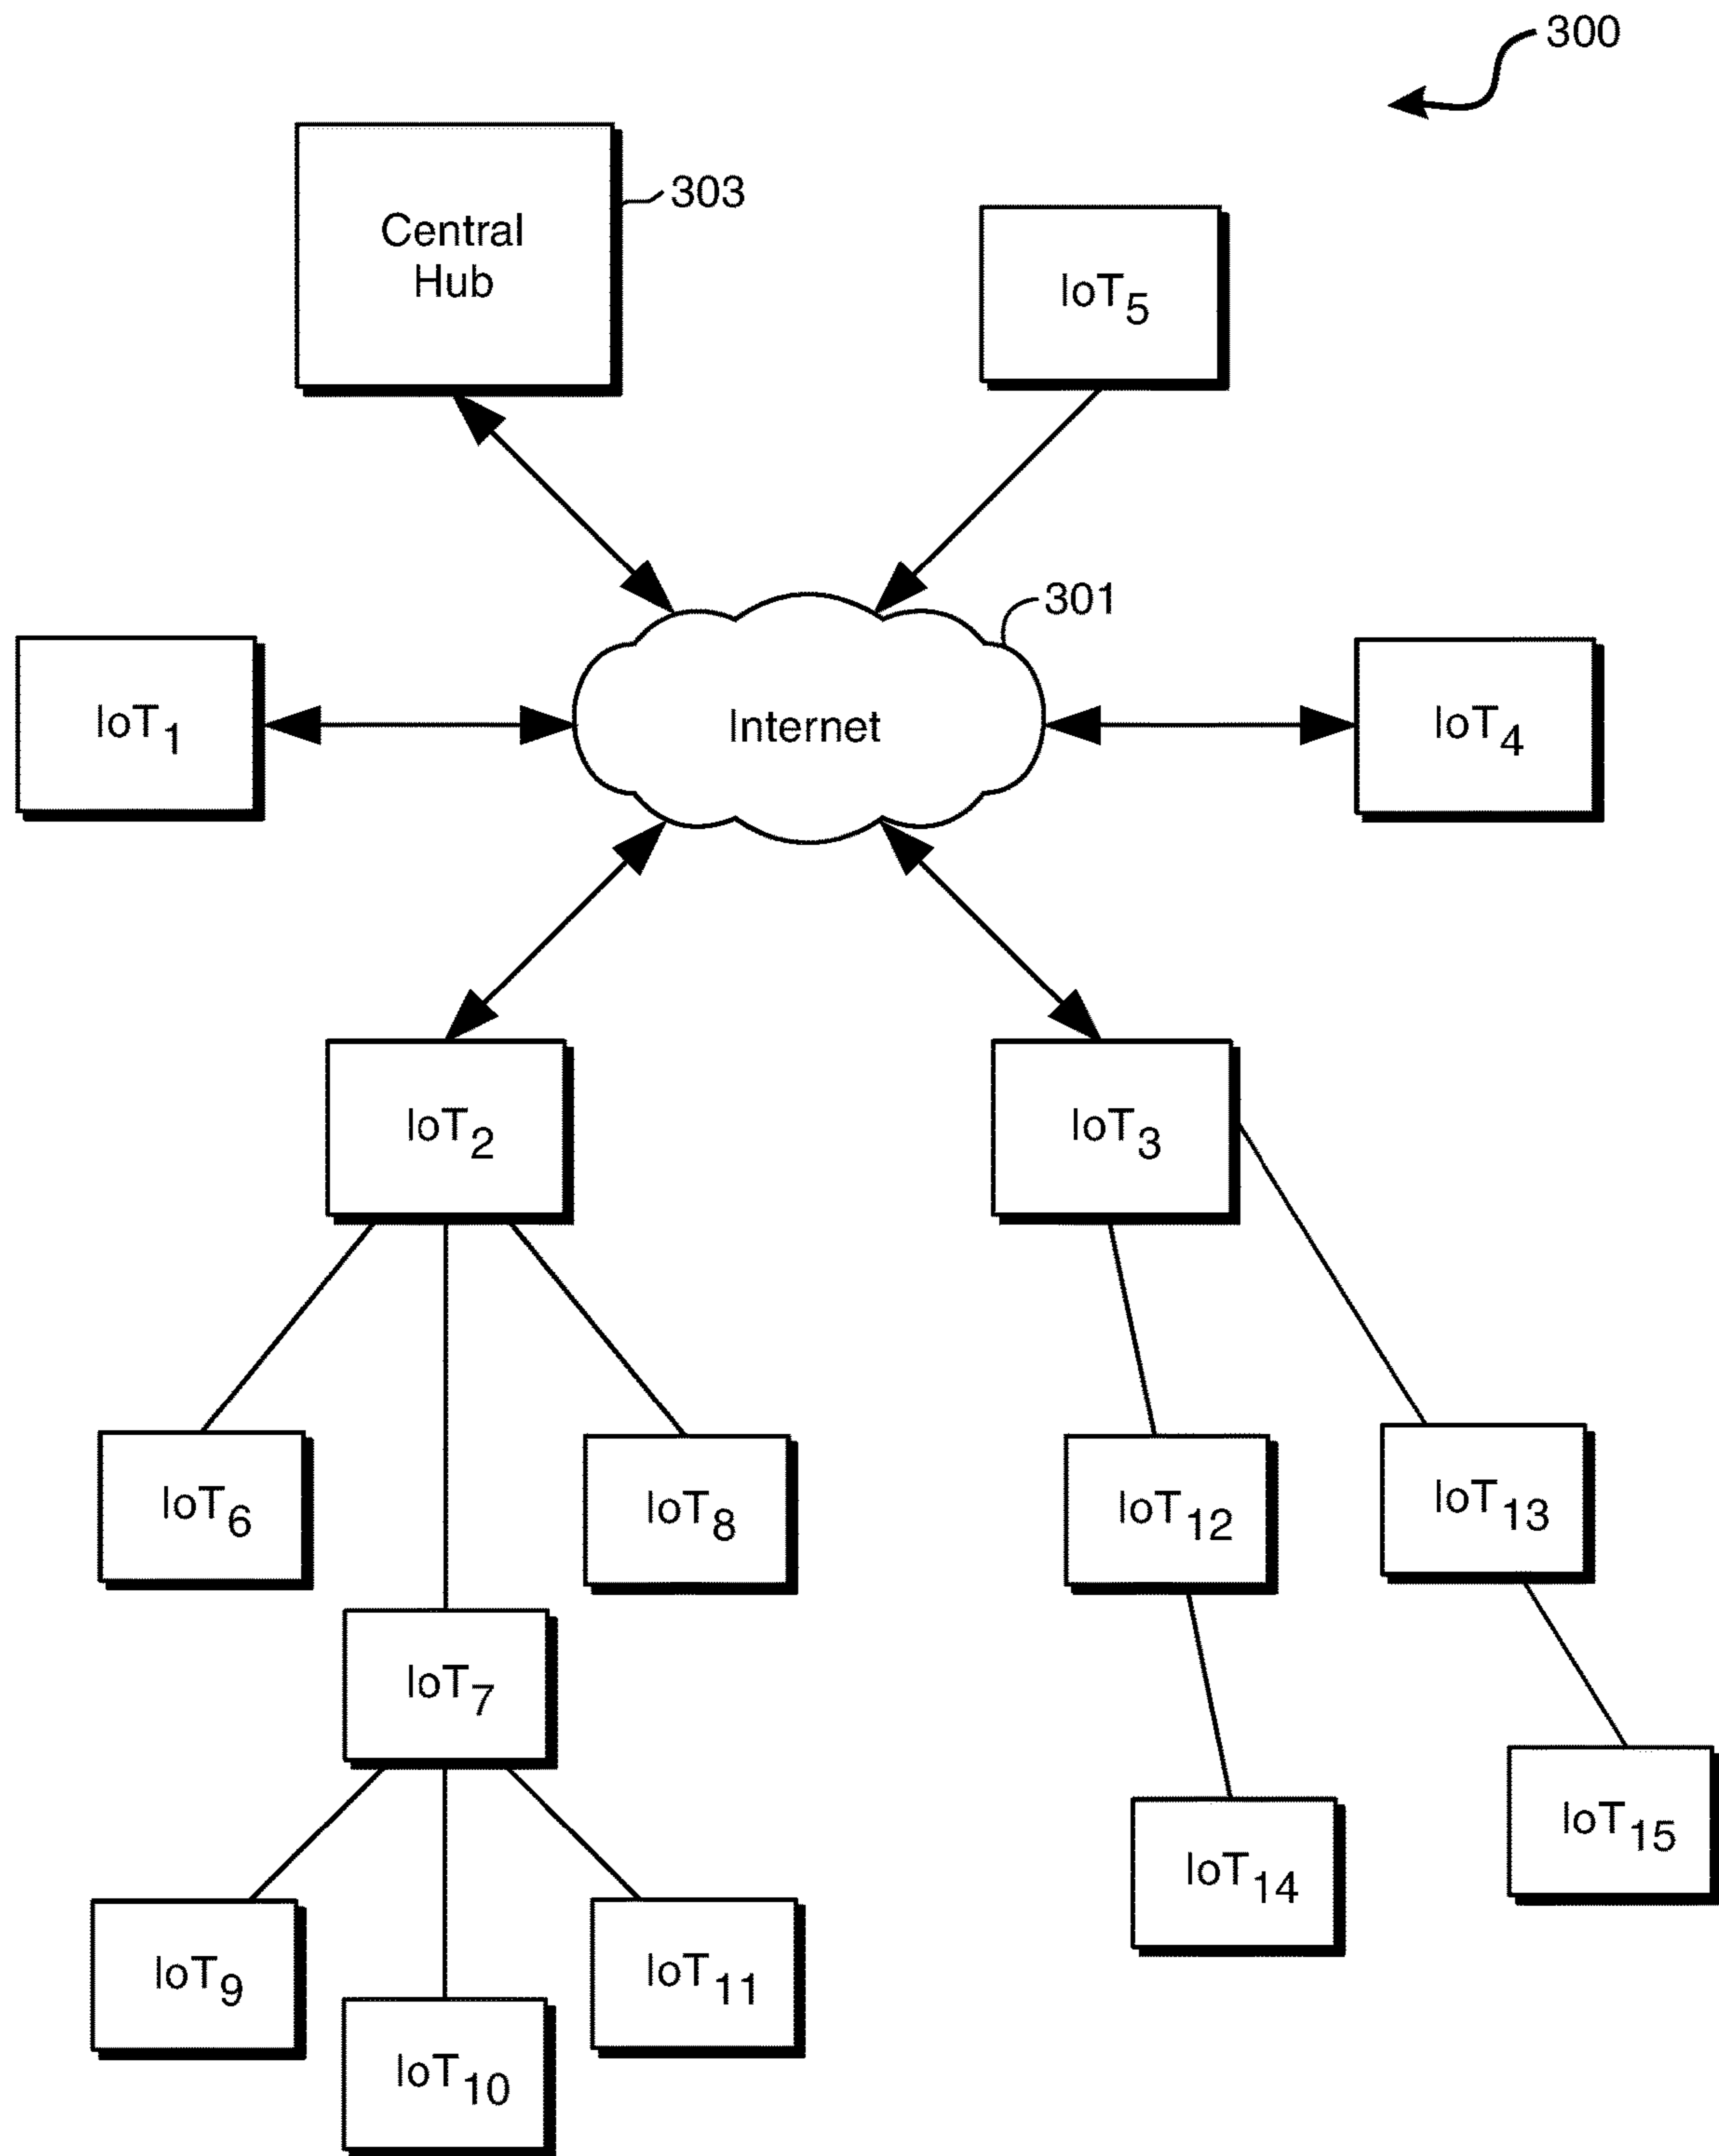 300
303
Central
Hub
IoT5
301
IoT1
Internet
IoT4
IoT2
IoT3
IoT6
IoT8
IoT12
IoT13
IoT7
IoT15
IoT14
IoT9
IoT11
IoT10